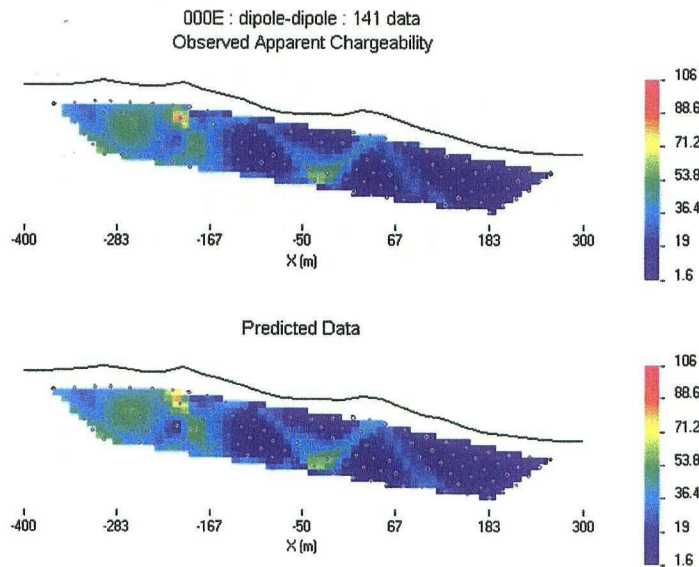 000E : dipole-dipole : 141 data
Observed Apparent Chargeability
106
88.6
71.2
53.8
36.4
19
1.6
-400 -283 -167 -50 67 183 300
X (m)
Predicted Data
106
88.6
71.2
53.8
36.4
19
1.6
-400 -283 -167 -50 67 183 300
X (m)